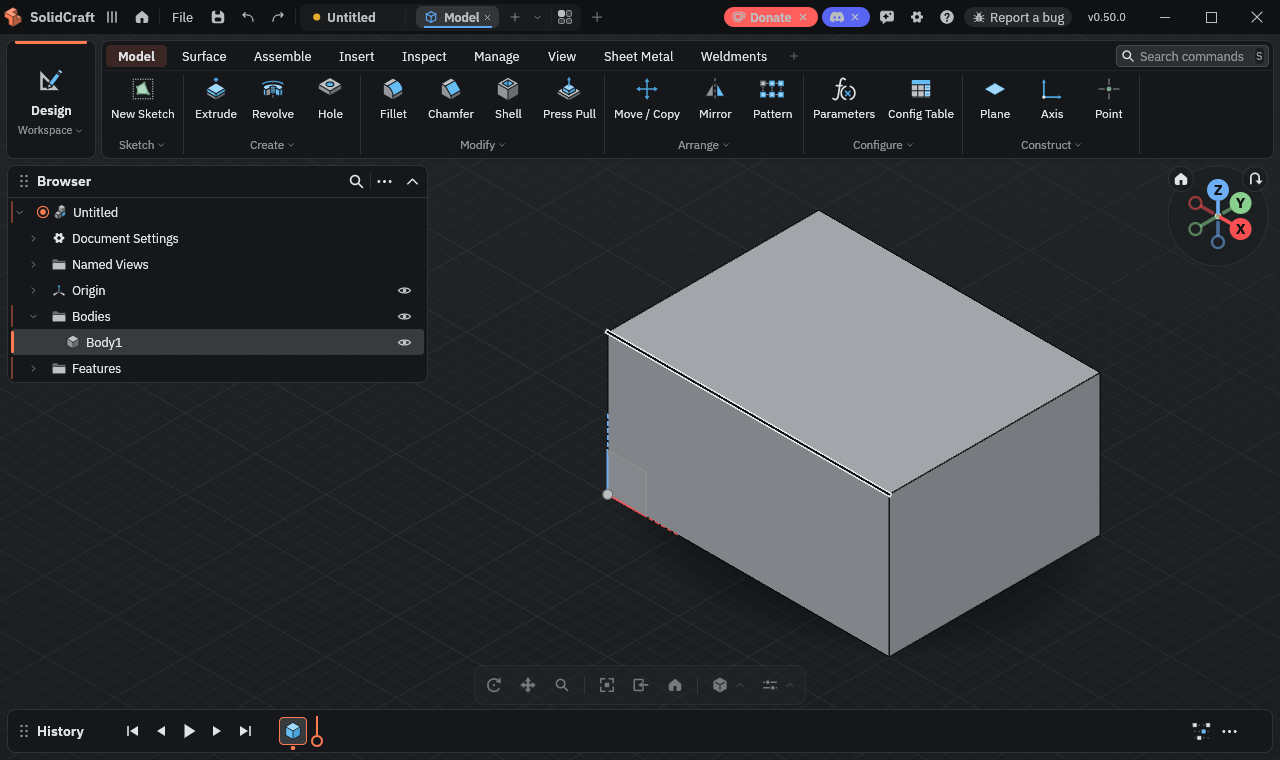 SolidCraft File Untitled Model Donate Report a bug v0.50.0
Model Surface Assemble Insert Inspect Manage View Sheet Metal Weldments Search commands S
Design
Workspace
New Sketch Extrude Revolve Hole Fillet Chamfer Shell Press Pull Move / Copy Mirror Pattern Parameters Config Table Plane Axis Point
Sketch Create Modify Arrange Configure Construct
Browser
Untitled
Document Settings
Named Views
Origin
Bodies
Body1
Features
Z
Y
X
History